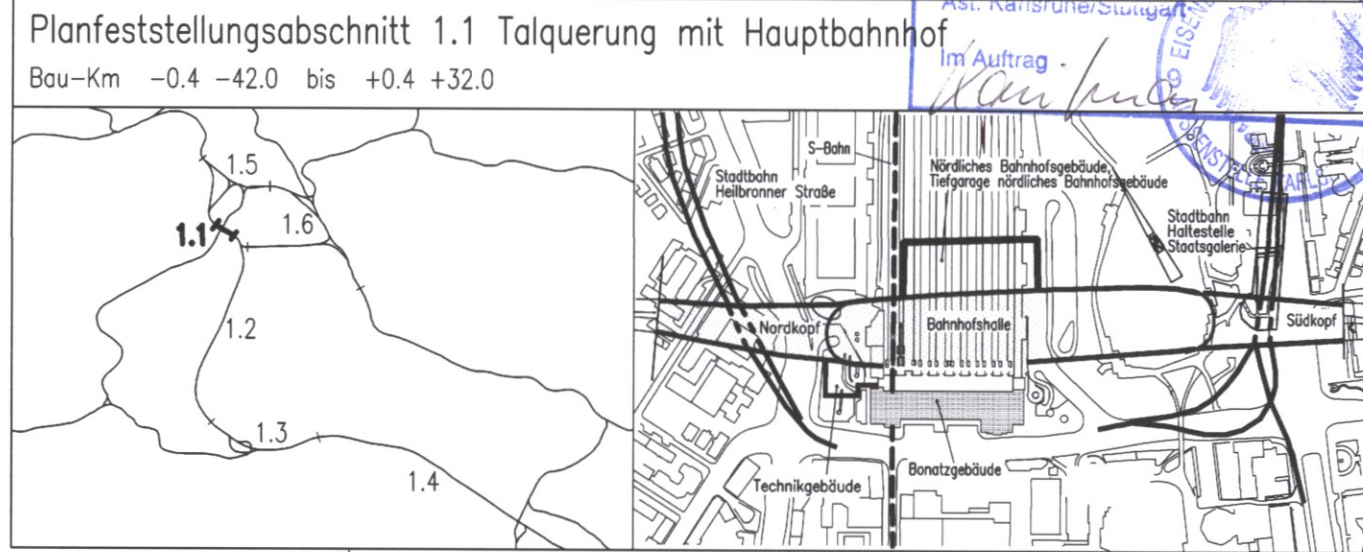 Planfeststellungsabschnitt 1.1 Talquerung mit Hauptbahnhof
Bau-Km -0.4 -42.0 bis +0.4 +32.0
Ast. Karlsruhe/Stuttgart
Im Auftrag
1.5
1.6
1.1
1.2
1.3
1.4
S-Bahn
Stadtbahn
Heilbronner Straße
Nördliches Bahnhofsgebäude,
Tiefgarage nördliches Bahnhofsgebäude
Stadtbahn
Haltestelle
Staatsgalerie
Nordkopf
Bahnhofshalle
Südkopf
Technikgebäude
Bonatzgebäude